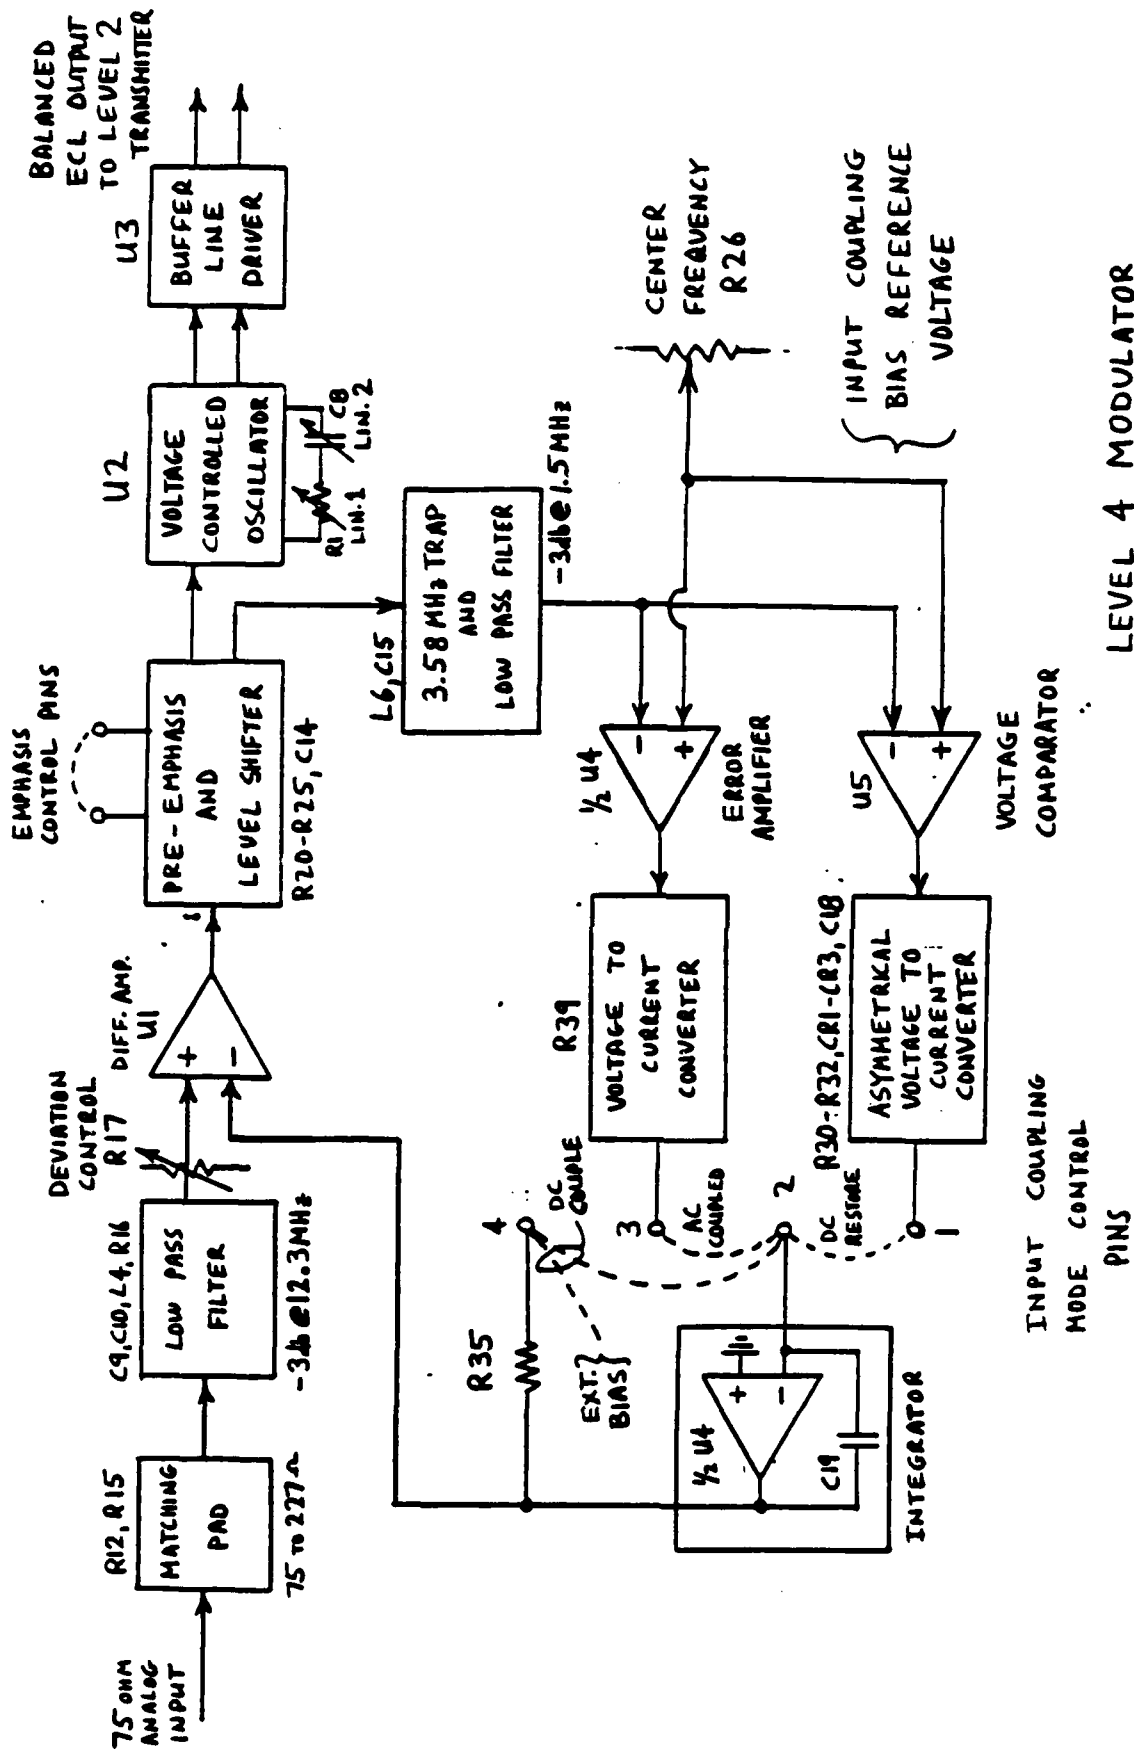 75 OHM
ANALOG
INPUT
R12, R15
MATCHING
PAD
75 TO 227Ω
C9, C10, L4, R16
LOW PASS
FILTER
-3db@12.3MHz
DEVIATION
CONTROL
R17
DIFF. AMP.
U1
+
-
EMPHASIS
CONTROL PINS
PRE-EMPHASIS
AND
LEVEL SHIFTER
R20-R25, C14
U2
VOLTAGE
CONTROLLED
OSCILLATOR
R1
LIN.1
C8
LIN.2
U3
BUFFER
LINE
DRIVER
BALANCED
ECL OUTPUT
TO LEVEL 2
TRANSMITTER
L6, C15
3.58 MHz TRAP
AND
LOW PASS FILTER
-3db@1.5MHz
CENTER
FREQUENCY
R26
INPUT COUPLING
BIAS REFERENCE
VOLTAGE
½ U4
-
+
ERROR
AMPLIFIER
R39
VOLTAGE TO
CURRENT
CONVERTER
U5
-
+
VOLTAGE
COMPARATOR
R30-R32, CR1-CR3, C18
ASYMMETRICAL
VOLTAGE TO
CURRENT
CONVERTER
4
DC
COUPLE
3
AC
COUPLED
2
DC
RESTORE
1
R35
EXT.
BIAS
½ U4
+
-
C19
INTEGRATOR
INPUT COUPLING
MODE CONTROL
PINS
LEVEL 4 MODULATOR